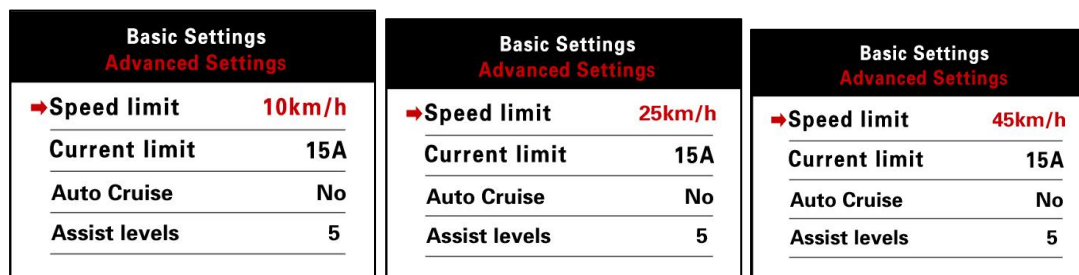 Basic Settings
Advanced Settings
Speed limit 10km/h
Current limit 15A
Auto Cruise No
Assist levels 5
Basic Settings
Advanced Settings
Speed limit 25km/h
Current limit 15A
Auto Cruise No
Assist levels 5
Basic Settings
Advanced Settings
Speed limit 45km/h
Current limit 15A
Auto Cruise No
Assist levels 5